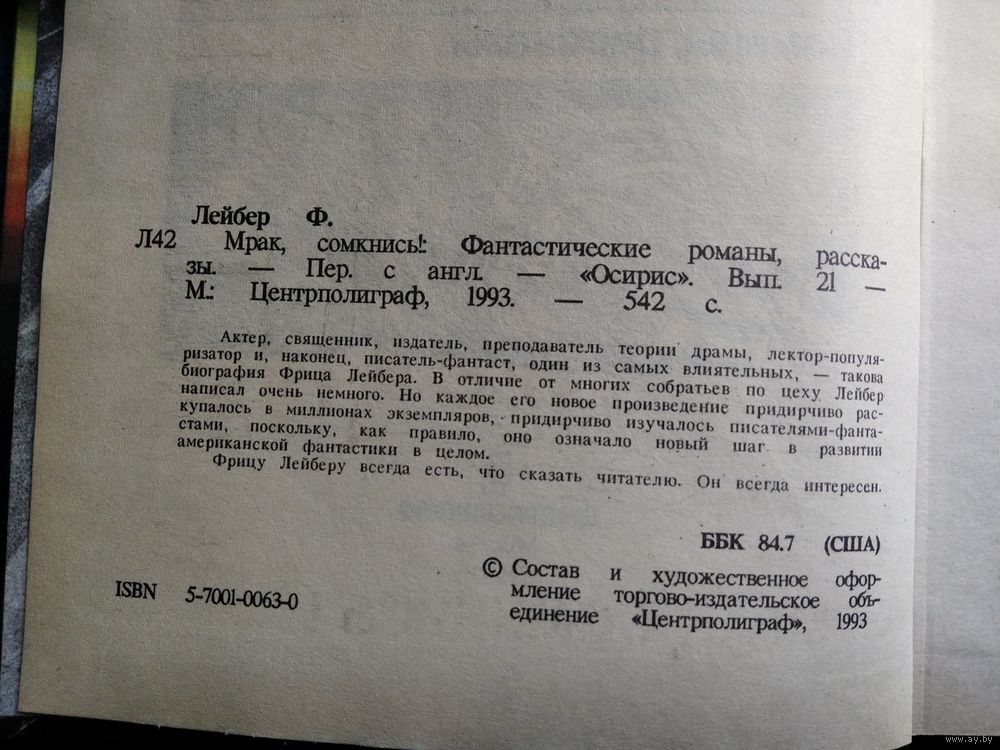 Лейбер Ф.
Л42 Мрак, сомкнись!: Фантастические романы, расска-
зы. — Пер. с англ. — «Осирис». Вып. 21 —
М.: Центрполиграф, 1993. — 542 с.
Актер, священник, издатель, преподаватель теории драмы, лектор-популя-
ризатор и, наконец, писатель-фантаст, один из самых влиятельных, — такова
биография Фрица Лейбера. В отличие от многих собратьев по цеху Лейбер
написал очень немного. Но каждое его новое произведение придирчиво рас-
купалось в миллионах экземпляров, придирчиво изучалось писателями-фанта-
стами, поскольку, как правило, оно означало новый шаг в развитии
американской фантастики в целом.
Фрицу Лейберу всегда есть, что сказать читателю. Он всегда интересен.
ББК 84.7 (США)
© Состав и художественное офор-
мление торгово-издательское объ-
единение «Центрполиграф», 1993
ISBN 5-7001-0063-0
www.ay.by